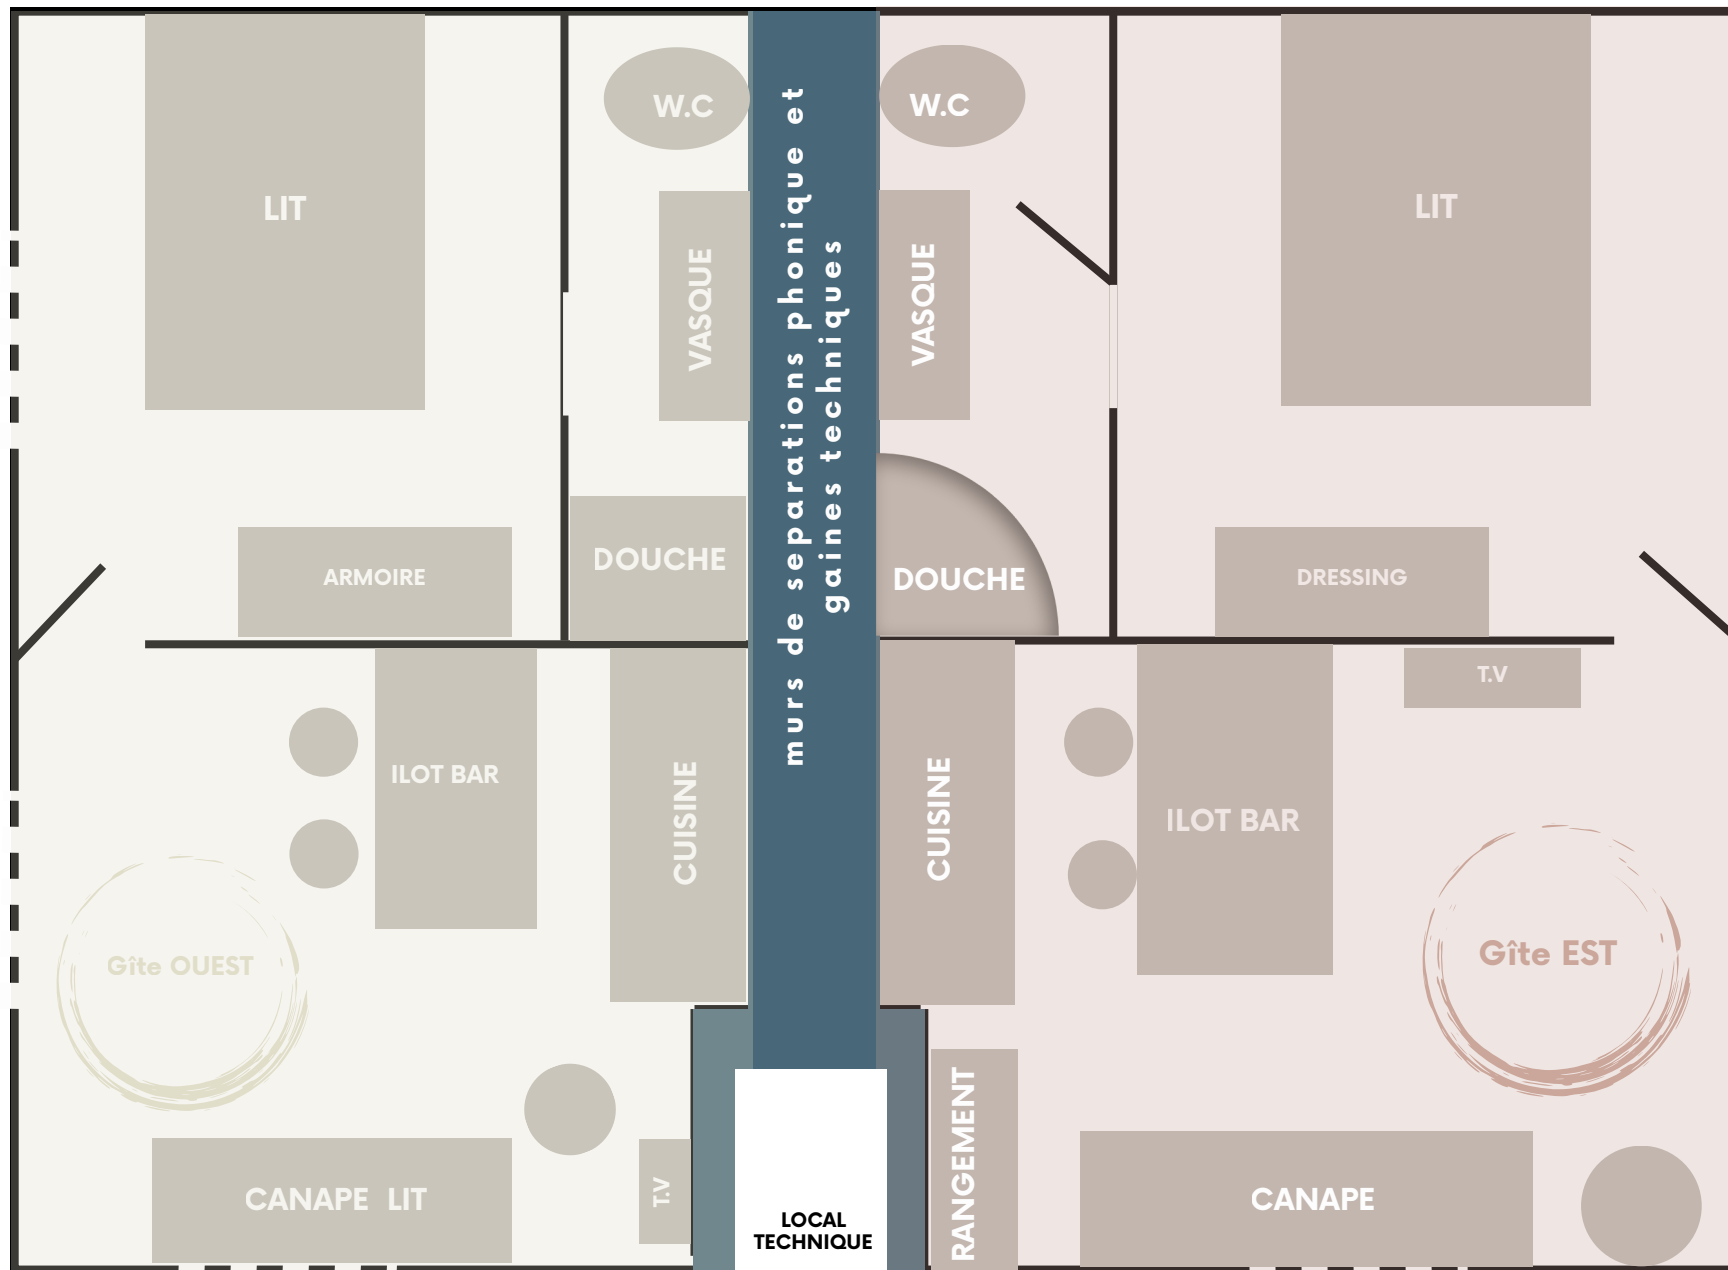 W.C
W.C
LIT
LIT
VASQUE
VASQUE
murs de separations phonique et
gaines techniques
ARMOIRE
DOUCHE
DOUCHE
DRESSING
T.V
ILOT BAR
CUISINE
CUISINE
ILOT BAR
Gîte OUEST
Gîte EST
CANAPE LIT
T.V
LOCAL
TECHNIQUE
RANGEMENT
CANAPE